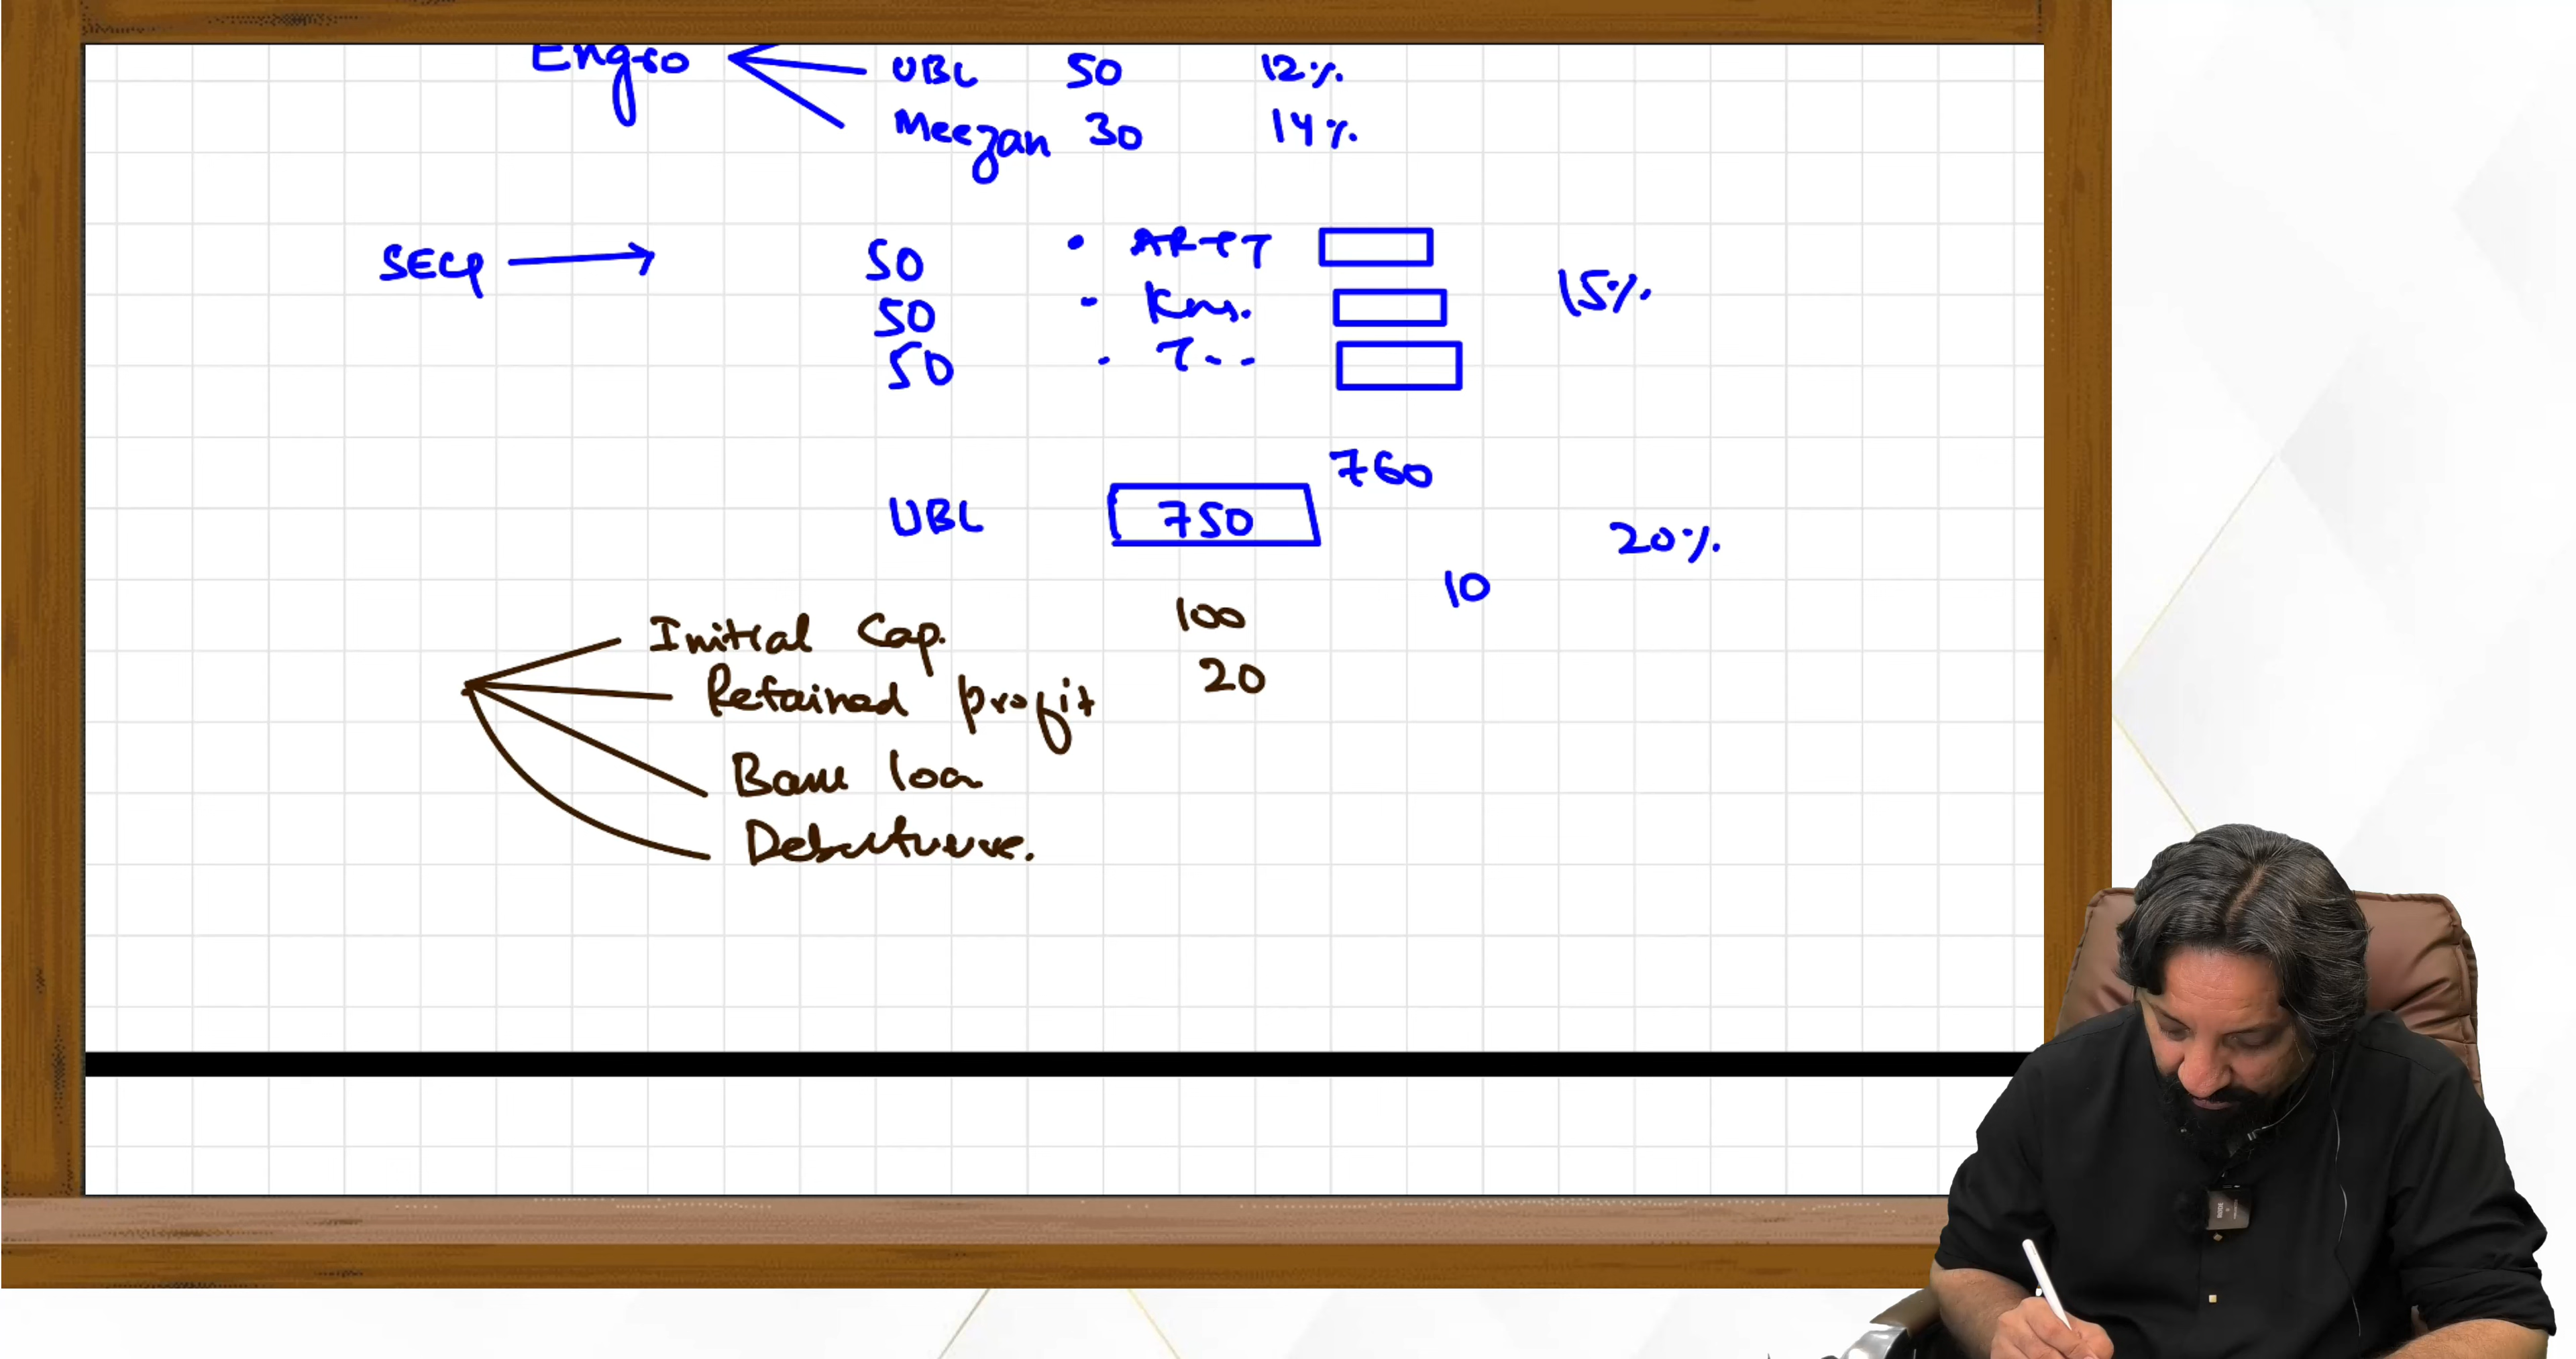 Engro
UBL 50 12%
Meezan 30 14%
SECP 50
50
50 15%
760
UBL 750 20%
10
Initial Cap. 100
Retained profit 20
Bank loan
Debenture.